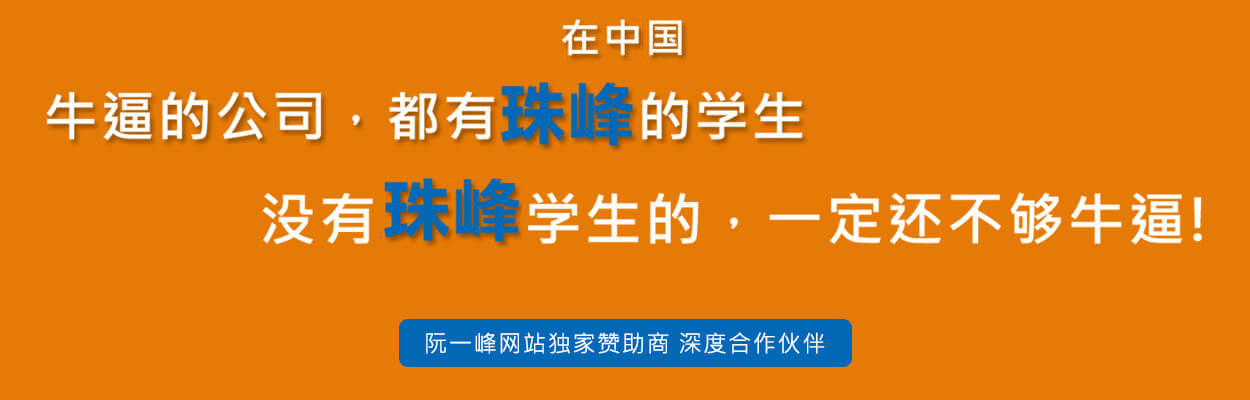 在中国
牛逼的公司，都有珠峰的学生
没有珠峰学生的，一定还不够牛逼!
阮一峰网站独家赞助商 深度合作伙伴